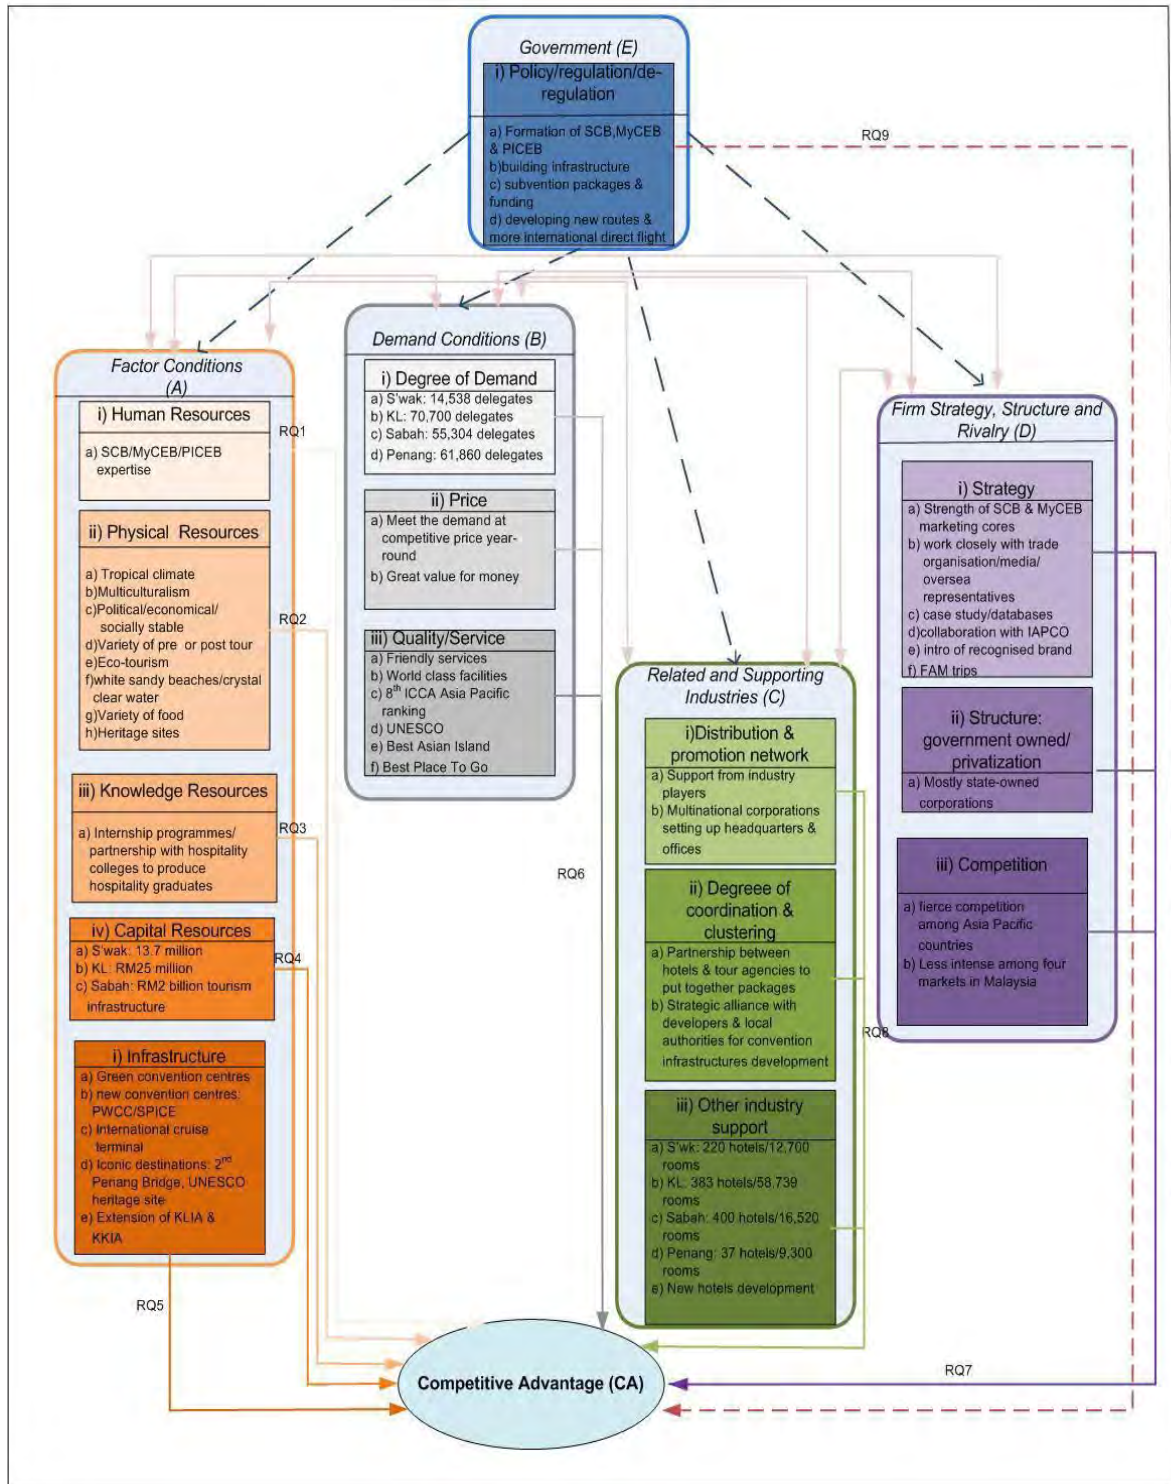 Government (E)
i) Policy/regulation/de-
regulation
a) Formation of SCB,MyCEB
& PICEB
b)building infrastructure
c) subvention packages &
funding
d) developing new routes &
more international direct flight
RQ9
Factor Conditions
(A)
i) Human Resources
a) SCB/MyCEB/PICEB
expertise
RQ1
ii) Physical Resources
a) Tropical climate
b)Multiculturalism
c)Political/economical/
socially stable
d)Variety of pre or post tour
e)Eco-tourism
f)white sandy beaches/crystal
clear water
g)Variety of food
h)Heritage sites
RQ2
iii) Knowledge Resources
a) Internship programmes/
partnership with hospitality
colleges to produce
hospitality graduates
RQ3
iv) Capital Resources
a) S'wak: 13.7 million
b) KL: RM25 million
c) Sabah: RM2 billion tourism
infrastructure
RQ4
i) Infrastructure
a) Green convention centres
b) new convention centres:
PWCC/SPICE
c) International cruise
terminal
d) Iconic destinations: 2nd
Penang Bridge, UNESCO
heritage site
e) Extension of KLIA &
KKIA
RQ5
Demand Conditions (B)
i) Degree of Demand
a) S'wak: 14,538 delegates
b) KL: 70,700 delegates
c) Sabah: 55,304 delegates
d) Penang: 61,860 delegates
ii) Price
a) Meet the demand at
competitive price year-
round
b) Great value for money
iii) Quality/Service
a) Friendly services
b) World class facilities
c) 8th ICCA Asia Pacific
ranking
d) UNESCO
e) Best Asian Island
f) Best Place To Go
RQ6
Related and Supporting
Industries (C)
i)Distribution &
promotion network
a) Support from industry
players
b) Multinational corporations
setting up headquarters &
offices
ii) Degreee of
coordination &
clustering
a) Partnership between
hotels & tour agencies to
put together packages
b) Strategic alliance with
developers & local
authorities for convention
infrastructures development
iii) Other industry
support
a) S'wk: 220 hotels/12,700
rooms
b) KL: 383 hotels/58,739
rooms
c) Sabah: 400 hotels/16,520
rooms
d) Penang: 37 hotels/9,300
rooms
e) New hotels development
RQ8
Firm Strategy, Structure and
Rivalry (D)
i) Strategy
a) Strength of SCB & MyCEB
marketing cores
b) work closely with trade
organisation/media/
oversea
representatives
c) case study/databases
d)collaboration with IAPCO
e) intro of recognised brand
f) FAM trips
ii) Structure:
government owned/
privatization
a) Mostly state-owned
corporations
iii) Competition
a) fierce competition
among Asia Pacific
countries
b) Less intense among four
markets in Malaysia
RQ7
Competitive Advantage (CA)